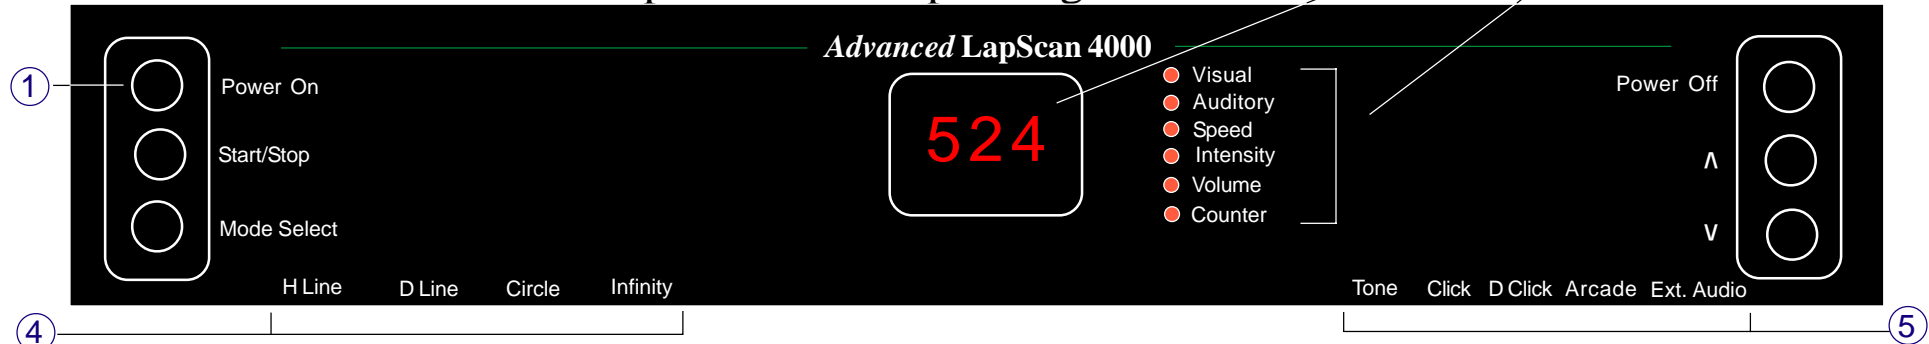 Advanced LapScan 4000
1
Power On
Start/Stop
Mode Select
524
Visual
Auditory
Speed
Intensity
Volume
Counter
Power Off
∧
∨
H Line D Line Circle Infinity
Tone Click D Click Arcade Ext. Audio
4
5